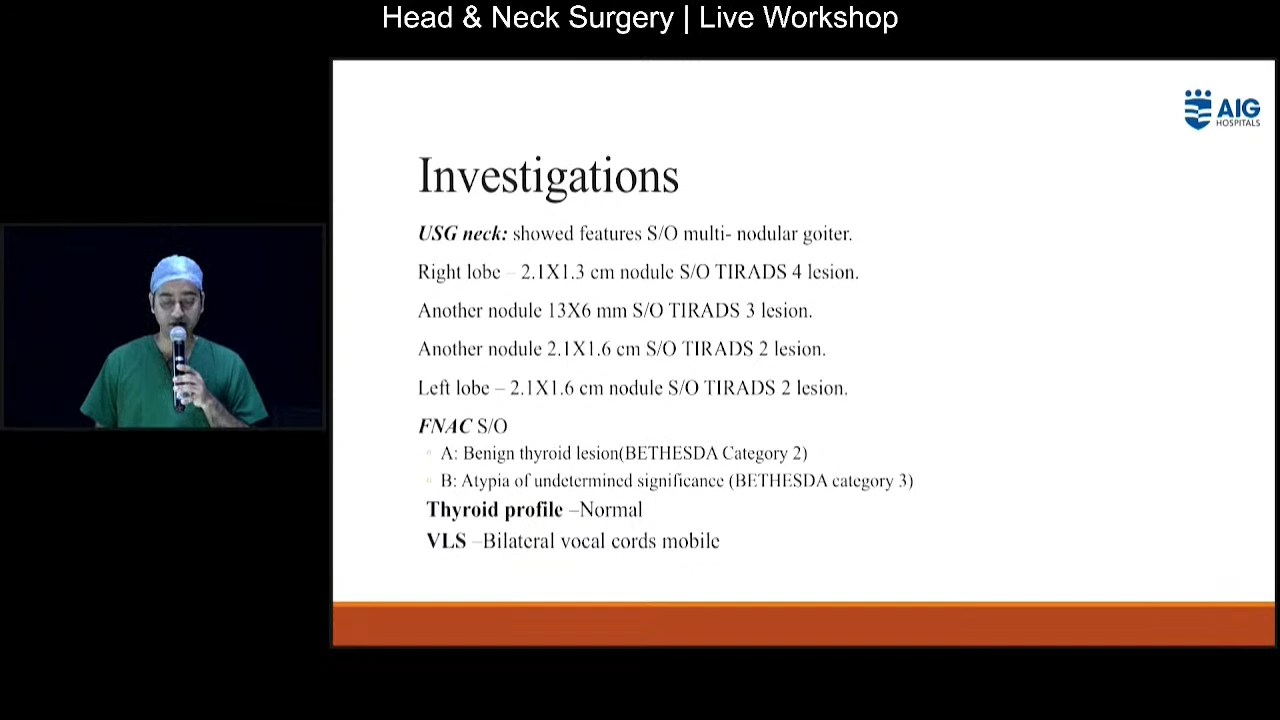 Head & Neck Surgery | Live Workshop
AIG
HOSPITALS
Investigations
USG neck: showed features S/O multi- nodular goiter.
Right lobe – 2.1X1.3 cm nodule S/O TIRADS 4 lesion.
Another nodule 13X6 mm S/O TIRADS 3 lesion.
Another nodule 2.1X1.6 cm S/O TIRADS 2 lesion.
Left lobe – 2.1X1.6 cm nodule S/O TIRADS 2 lesion.
FNAC S/O
A: Benign thyroid lesion(BETHESDA Category 2)
B: Atypia of undetermined significance (BETHESDA category 3)
Thyroid profile –Normal
VLS –Bilateral vocal cords mobile